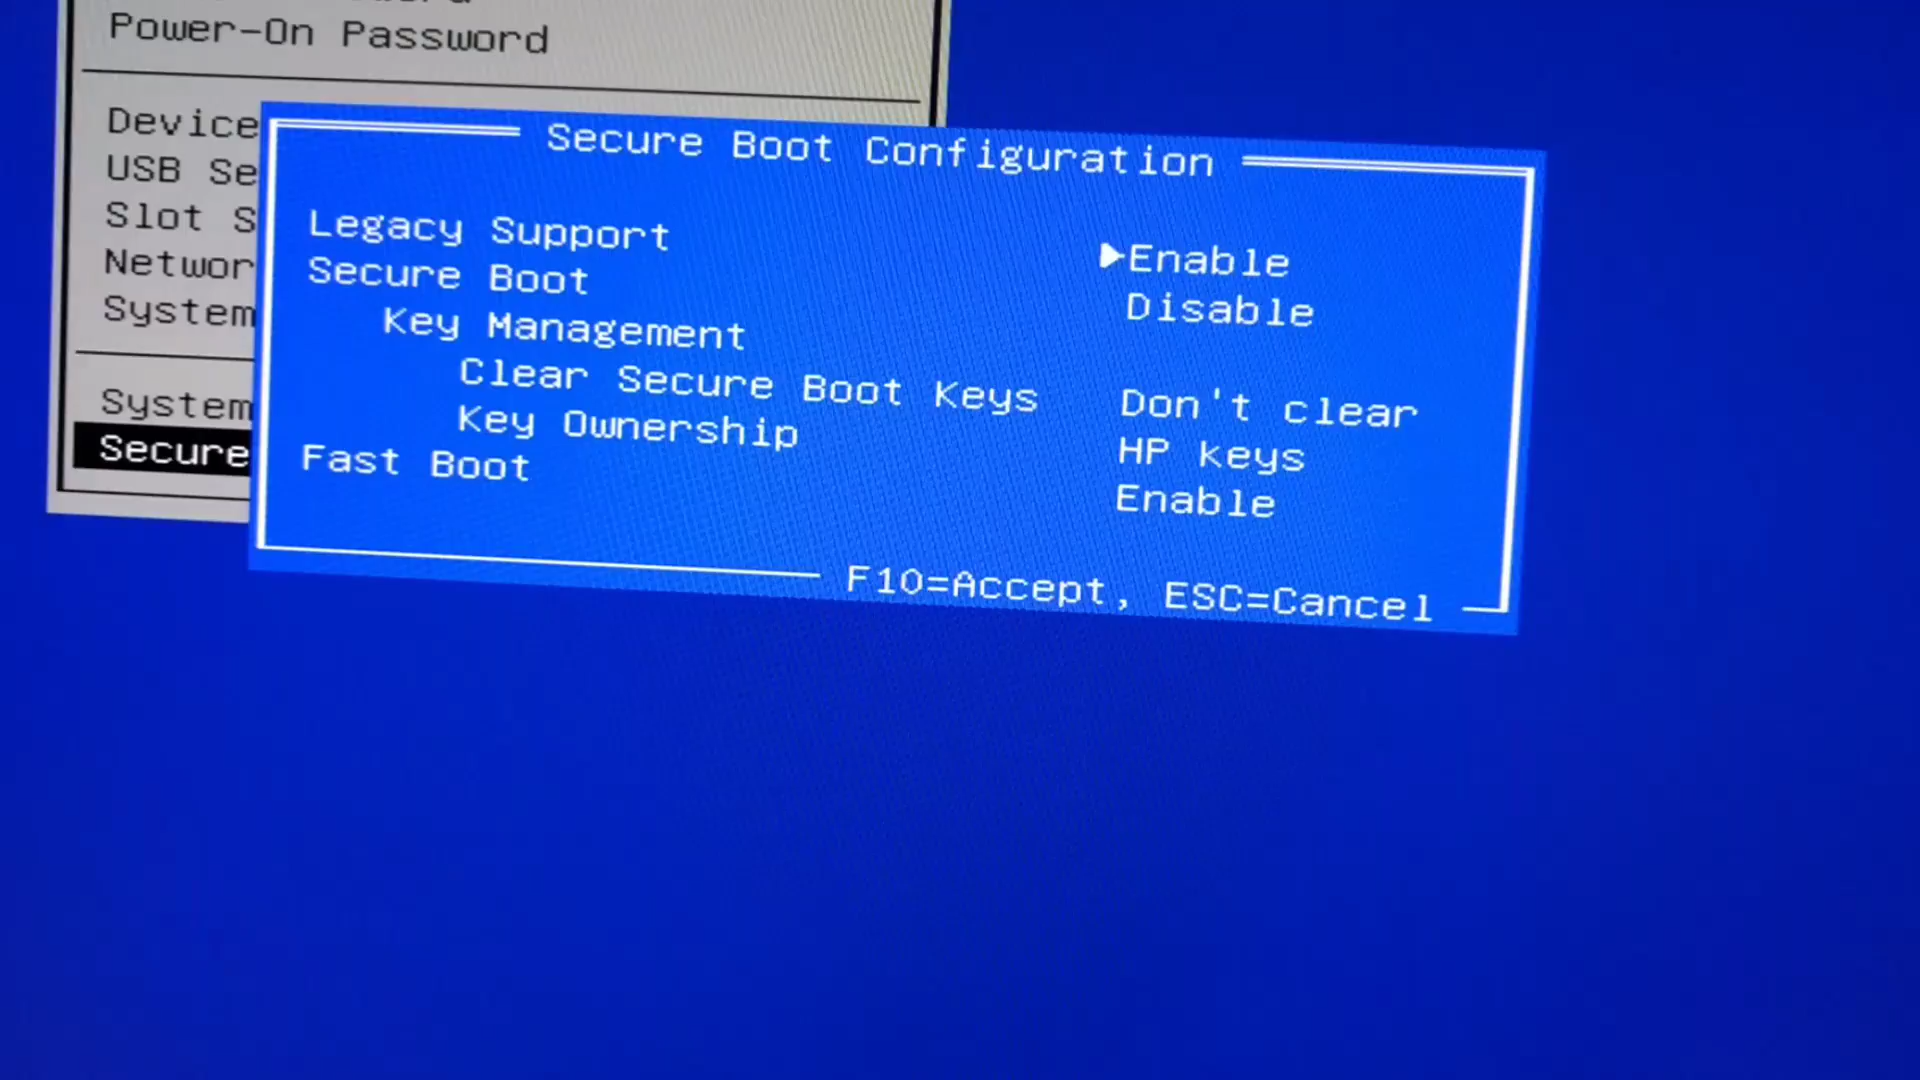 Power-On Password
Device
USB Se
Slot S
Networ
System
System
Secure
Secure Boot Configuration
Legacy Support ▶Enable
Secure Boot Disable
Key Management
Clear Secure Boot Keys Don't clear
Key Ownership HP keys
Fast Boot Enable
F10=Accept, ESC=Cancel